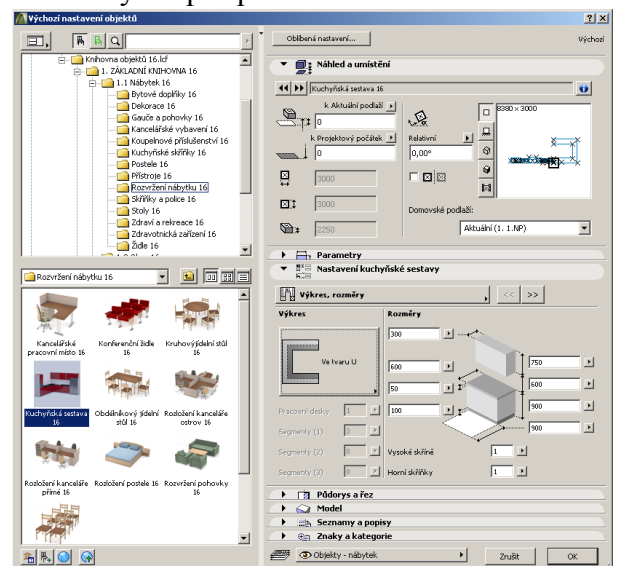 Výchozí nastavení objektů
Knihovna objektů 16.lcf
1. ZÁKLADNÍ KNIHOVNA 16
1.1 Nábytek 16
Bytové doplňky 16
Dekorace 16
Gauče a pohovky 16
Kancelářské vybavení 16
Koupelnové příslušenství 16
Kuchyňské skříňky 16
Postele 16
Přístroje 16
Rozvržení nábytku 16
Skříňky a police 16
Stoly 16
Zdraví a rekreace 16
Zdravotnická zařízení 16
Židle 16
Rozvržení nábytku 16
Kancelářské pracovní místo 16
Konferenční židle 16
Kruhovýjídelní stůl 16
Kuchyňská sestava 16
Obdélníkový jídelní stůl 16
Rozložení kanceláře ostrov 16
Rozložení kanceláře přímé 16
Rozložení postele 16
Rozvržení pohovky 16
Oblíbená nastavení...
Výchozí
Náhled a umístění
Kuchyňská sestava 16
k Aktuální podlaží
0
k Projektový počátek
0
Relativní
0,00°
3000
3000
2250
8380 x 3000
Domovské podlaží:
Aktuální (1. 1.NP)
Parametry
Nastavení kuchyňské sestavy
Výkres, rozměry
<< >>
Výkres
Rozměry
Ve tvaru U
300
600
50
100
750
600
900
900
Pracovní desky 1
Segmenty (1) 3
Segmenty (2) 0
Segmenty (3) 0
Vysoké skříně 1
Horní skříňky 1
Půdorys a řez
Model
Seznamy a popisy
Znaky a kategorie
Objekty - nábytek
Zrušit
OK